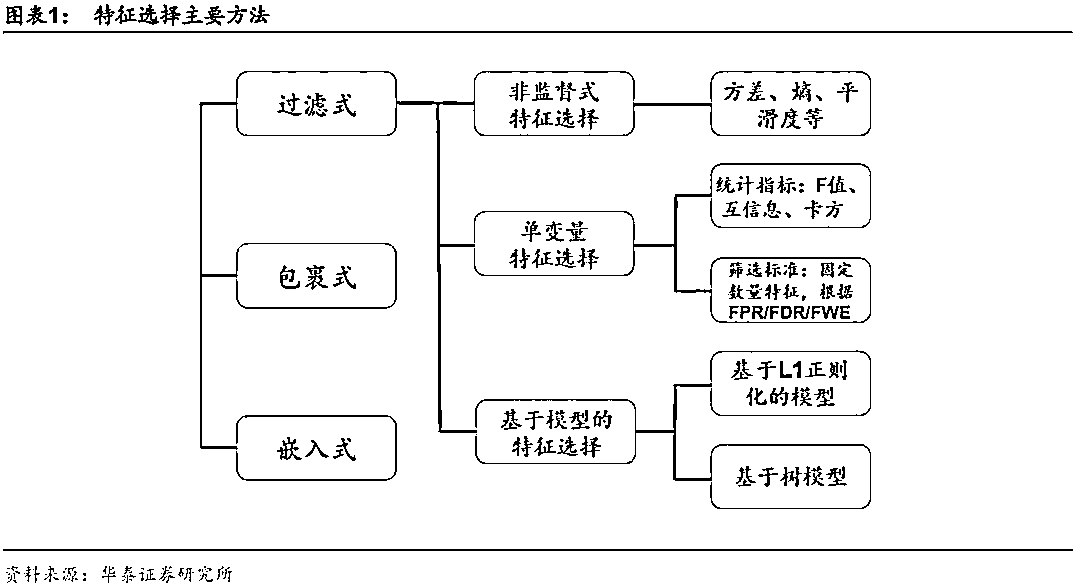 图表1： 特征选择主要方法
过滤式
非监督式
特征选择
方差、熵、平
滑度等
统计指标：F值、
互信息、卡方
单变量
特征选择
包裹式
筛选标准：固定
数量特征，根据
FPR/FDR/FWE
基于L1正则
化的模型
基于模型的
特征选择
嵌入式
基于树模型
资料来源：华泰证券研究所